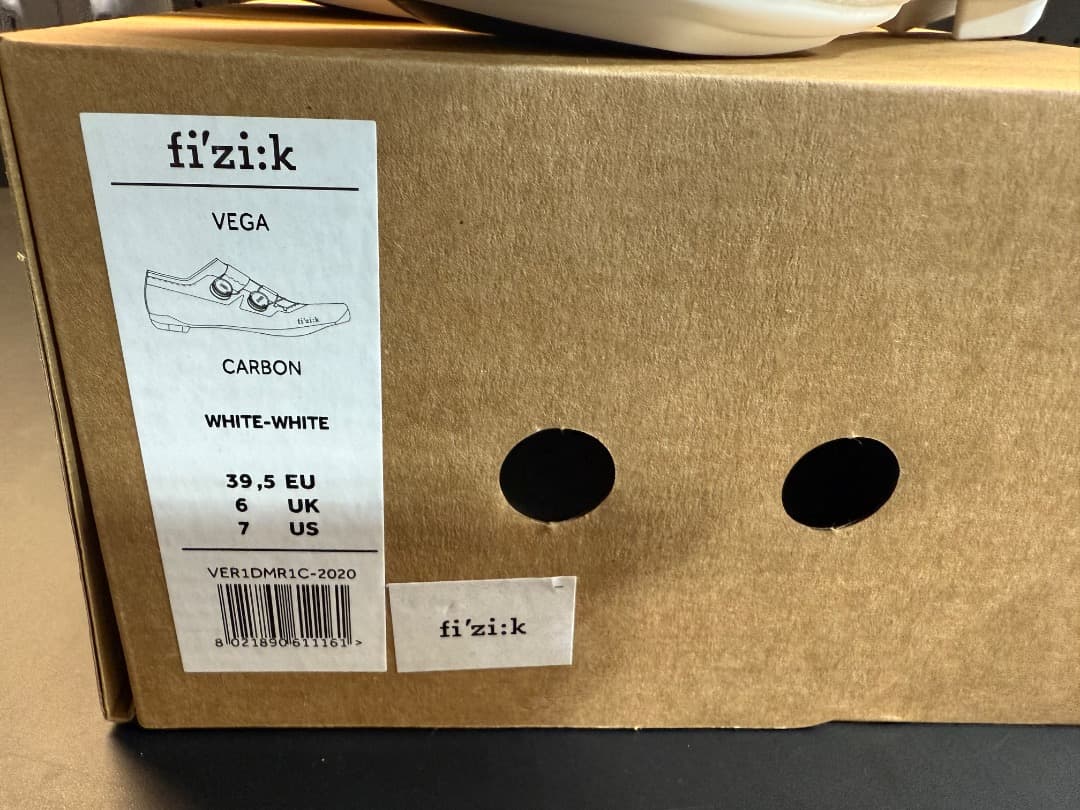 fi'zi:k
VEGA
fi'zi:k
CARBON
WHITE-WHITE
39,5 EU
6 UK
7 US
VER1DMR1C-2020
8 021890 611161 >
fi'zi:k